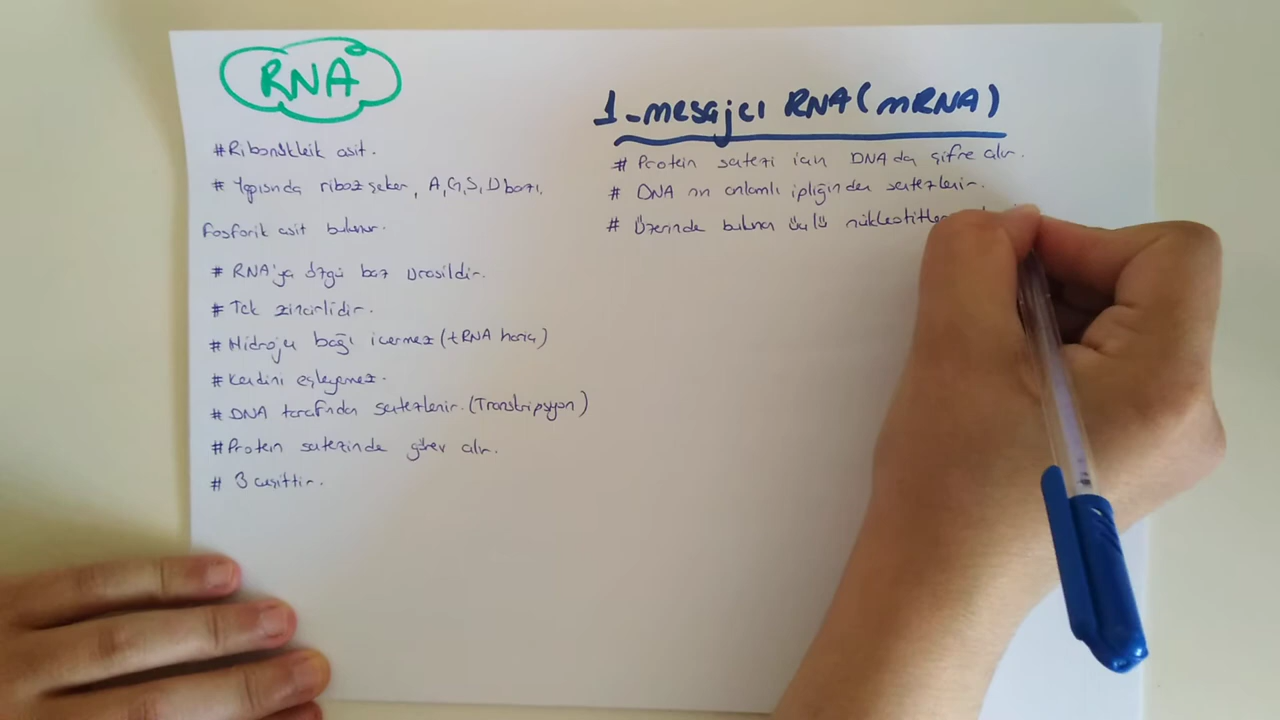 RNA
#Ribonükleik asit.
# Yapısında riboz şeker, A,G,S,U bazı,
fosforik asit bulunur.
# RNA'ya özgü baz Urasildir.
# Tek zincirlidir.
# Hidrojen bağı içermez (tRNA hariç)
# Kendini eşleyemez.
# DNA tarafından sentezlenir. (Transkripsyon)
#Protein sentezinde görev alır.
# 3 çeşittir.
1-mesajcı RNA (mRNA)
# Protein sentezi için DNA da şifre alır.
# DNA nın anlamlı ipliğinden sentezlenir.
# Üzerinde bulunan üçlü nükleotitler